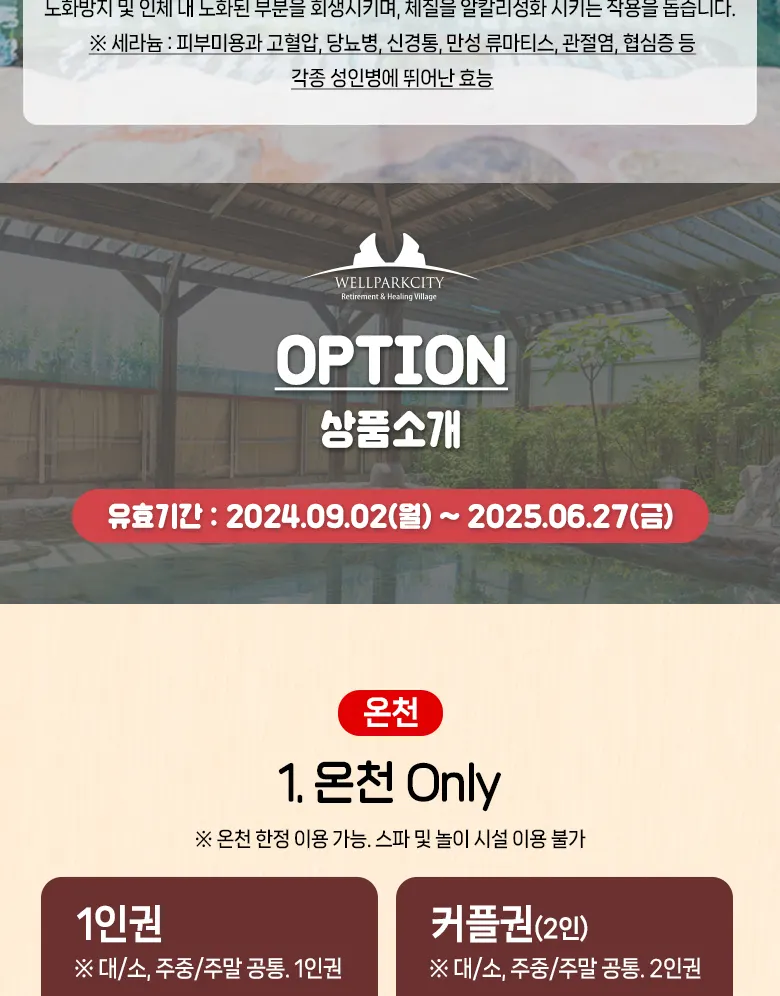 노화방지 및 인체 내 노화된 부분을 회생시키며, 체질을 알칼리성화 시키는 작용을 돕습니다.
※ 세라늄 : 피부미용과 고혈압, 당뇨병, 신경통, 만성 류마티스, 관절염, 협심증 등
각종 성인병에 뛰어난 효능
WELLPARKCITY
Retirement & Healing Village
OPTION
상품소개
유효기간 : 2024.09.02(월) ~ 2025.06.27(금)
온천
1. 온천 Only
※ 온천 한정 이용 가능. 스파 및 놀이 시설 이용 불가
1인권
※ 대/소, 주중/주말 공통. 1인권
커플권(2인)
※ 대/소, 주중/주말 공통. 2인권